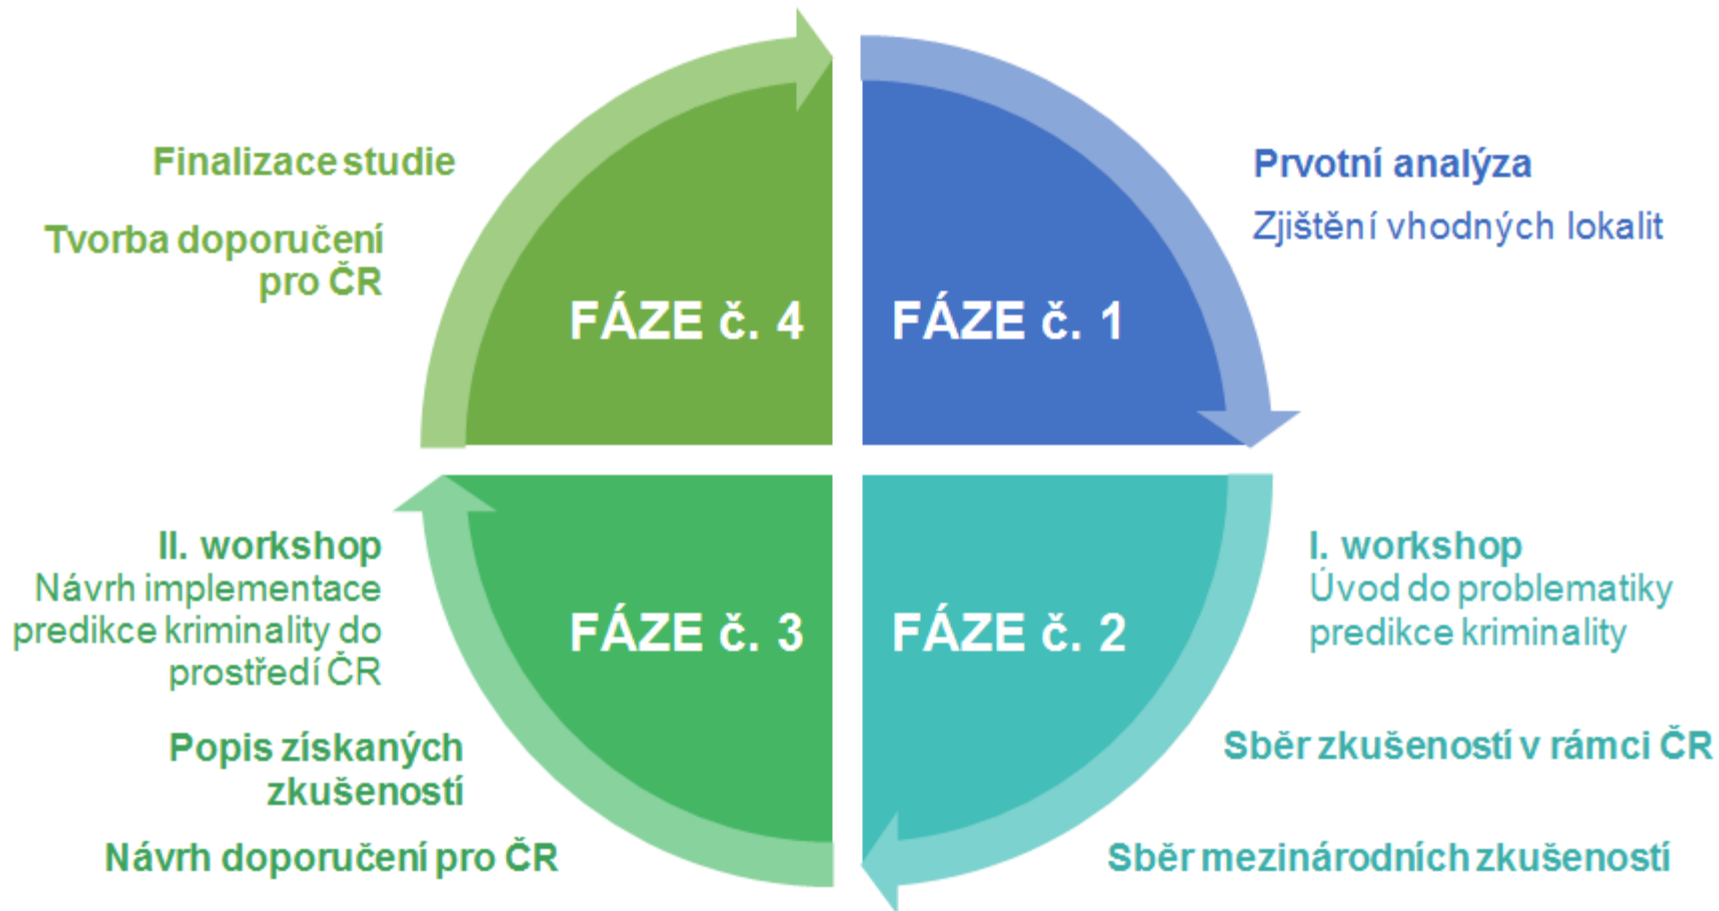 Prvotní analýza
Zjištění vhodných lokalit
FÁZE č. 1
I. workshop
Úvod do problematiky
predikce kriminality
FÁZE č. 2
Sběr zkušeností v rámci ČR
Sběr mezinárodních zkušeností
II. workshop
Návrh implementace
predikce kriminality do
prostředí ČR
FÁZE č. 3
Popis získaných
zkušeností
Návrh doporučení pro ČR
Finalizace studie
Tvorba doporučení
pro ČR
FÁZE č. 4